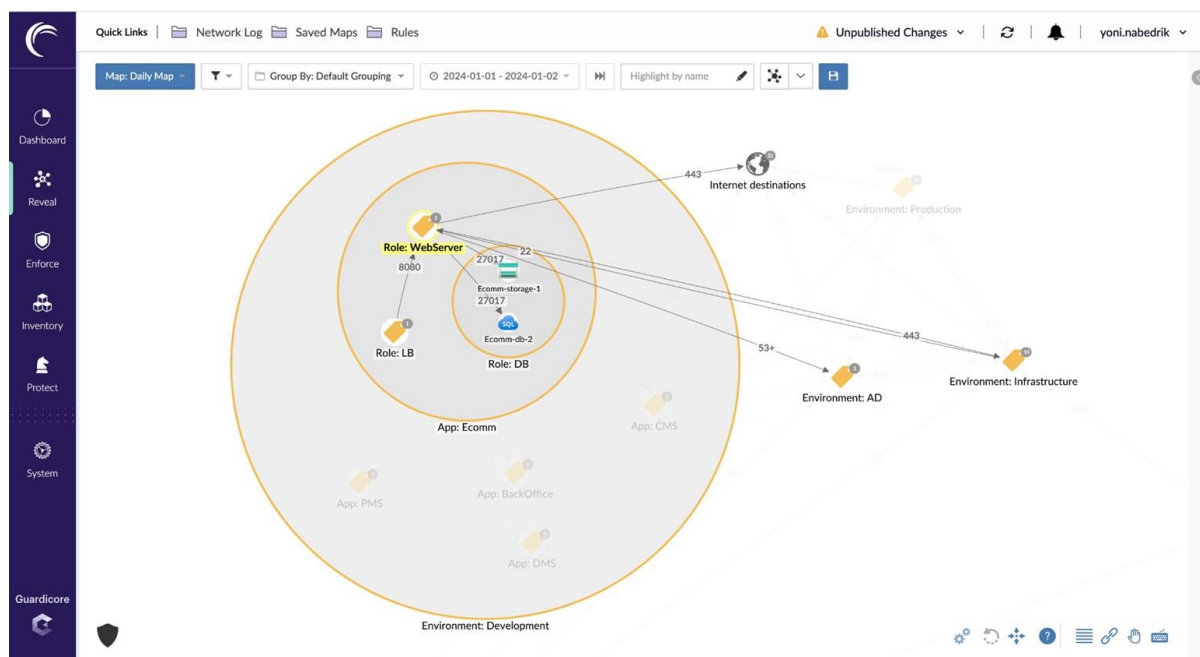 Quick Links
Network Log
Saved Maps
Rules
Unpublished Changes
yoni.nabedrik
Map: Daily Map
Group By: Default Grouping
2024-01-01 - 2024-01-02
Highlight by name
Dashboard
Reveal
Enforce
Inventory
Protect
System
Guardicore
443
Internet destinations
Environment: Production
Role: WebServer
22
27017
8080
Ecomm-storage-1
27017
SQL
Ecomm-db-2
Role: LB
Role: DB
53+
443
Environment: Infrastructure
Environment: AD
App: Ecomm
App: CMS
App: PMS
App: BackOffice
App: DMS
Environment: Development
?